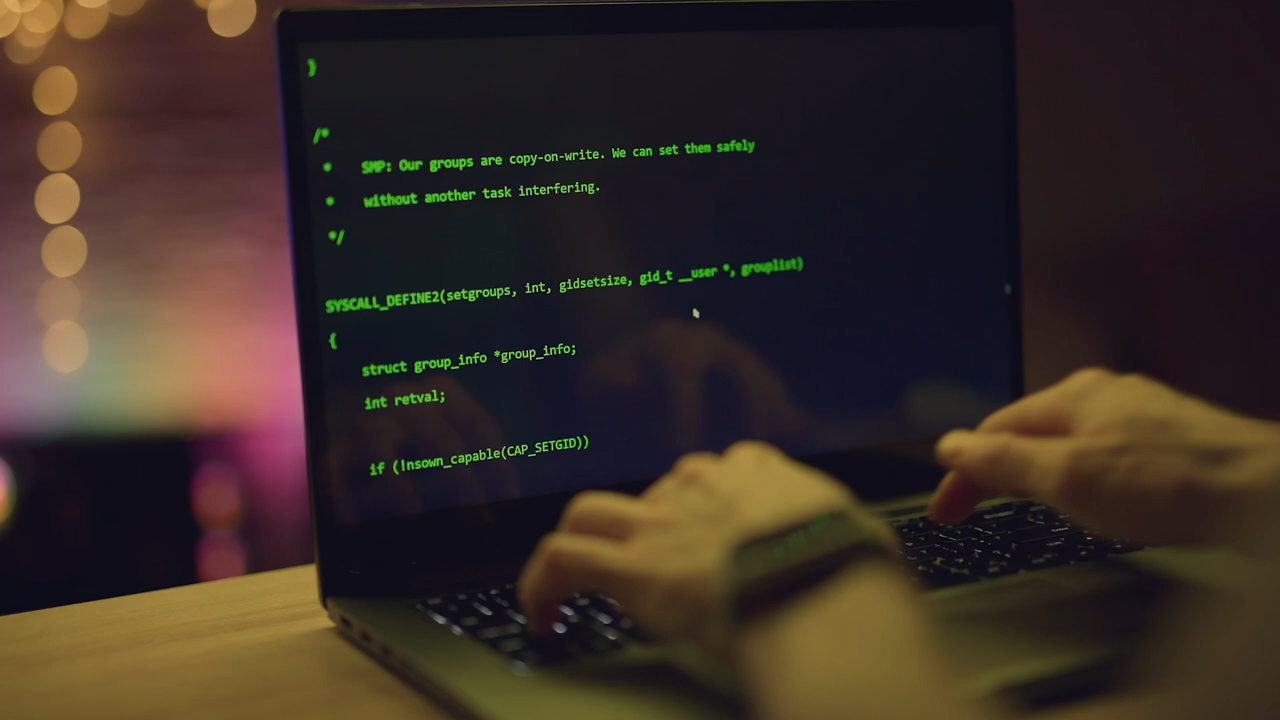 }
/*
* SMP: Our groups are copy-on-write. We can set them safely
* without another task interfering.
*/
SYSCALL_DEFINE2(setgroups, int, gidsetsize, gid_t __user *, grouplist)
{
struct group_info *group_info;
int retval;
if (!nsown_capable(CAP_SETGID))